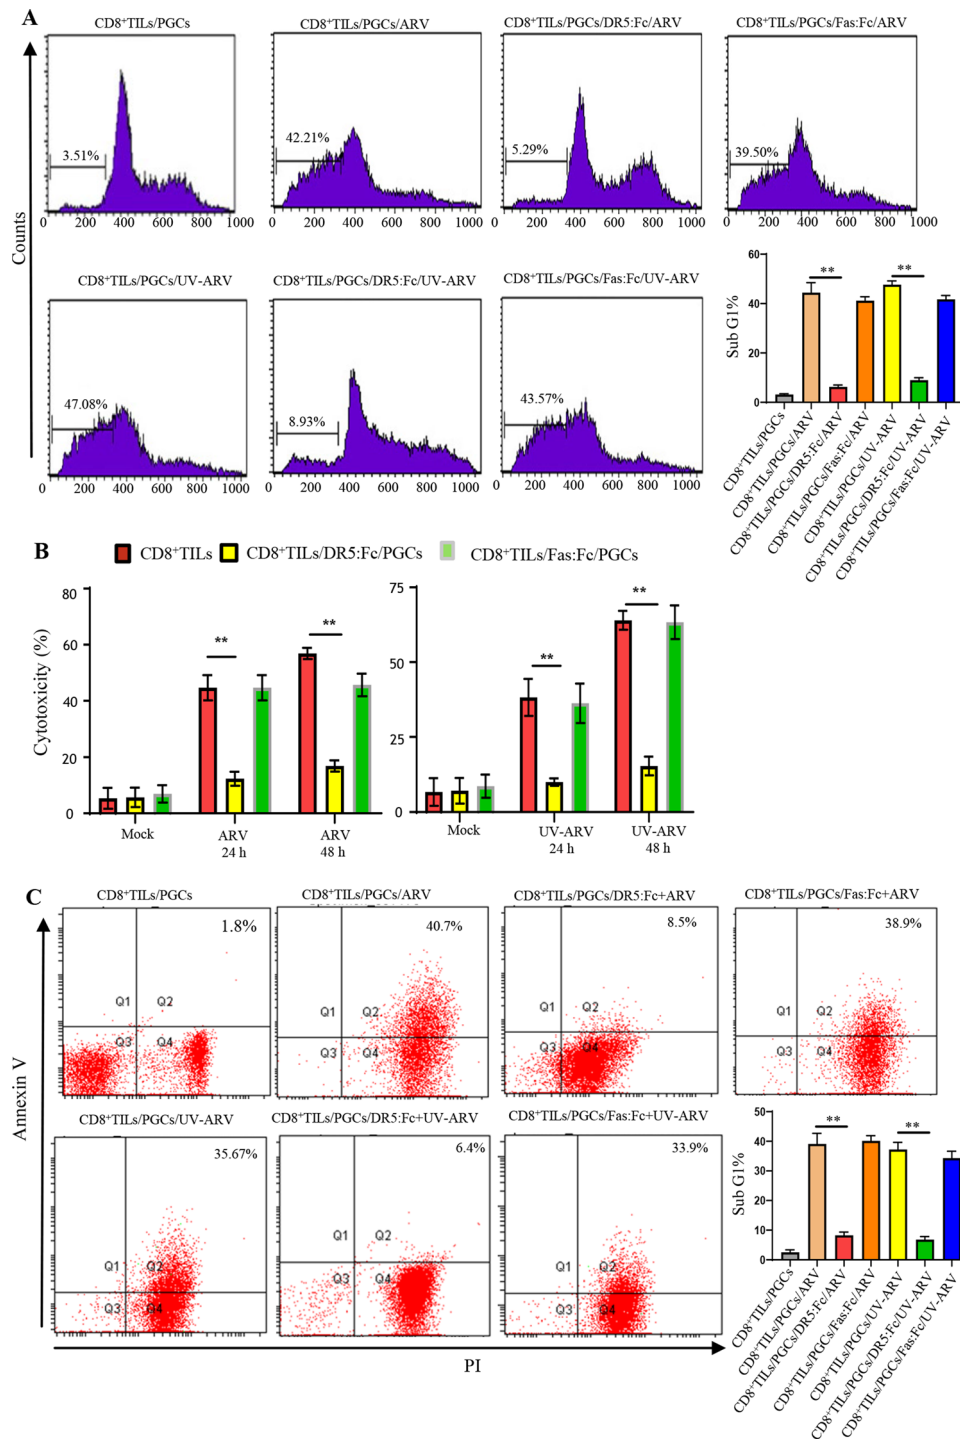 A
CD8+TILs/PGCs
CD8+TILs/PGCs/ARV
CD8+TILs/PGCs/DR5:Fc/ARV
CD8+TILs/PGCs/Fas:Fc/ARV
3.51%
42.21%
5.29%
39.50%
0 200 400 600 800 1000
0 200 400 600 800 1000
0 200 400 600 800 1000
0 200 400 600 800 1000
Counts
CD8+TILs/PGCs/UV-ARV
CD8+TILs/PGCs/DR5:Fc/UV-ARV
CD8+TILs/PGCs/Fas:Fc/UV-ARV
47.08%
8.93%
43.57%
0 200 400 600 800 1000
0 200 400 600 800 1000
0 200 400 600 800 1000
Sub G1%
60
40
20
0
**
**
CD8+TILs/PGCs
CD8+TILs/PGCs/ARV
CD8+TILs/PGCs/DR5:Fc/ARV
CD8+TILs/PGCs/Fas:Fc/ARV
CD8+TILs/PGCs/UV-ARV
CD8+TILs/PGCs/DR5:Fc/UV-ARV
CD8+TILs/PGCs/Fas:Fc/UV-ARV
B
CD8+TILs
CD8+TILs/DR5:Fc/PGCs
CD8+TILs/Fas:Fc/PGCs
Cytotoxicity (%)
80
60
40
20
0
**
**
Mock
ARV
24 h
ARV
48 h
75
50
25
0
**
**
Mock
UV-ARV
24 h
UV-ARV
48 h
C
CD8+TILs/PGCs
CD8+TILs/PGCs/ARV
CD8+TILs/PGCs/DR5:Fc+ARV
CD8+TILs/PGCs/Fas:Fc+ARV
1.8%
40.7%
8.5%
38.9%
Q1 Q2
Q3 Q4
Q1 Q2
Q3 Q4
Q1 Q2
Q3 Q4
Q1 Q2
Q3 Q4
Annexin V
CD8+TILs/PGCs/UV-ARV
CD8+TILs/PGCs/DR5:Fc+UV-ARV
CD8+TILs/PGCs/Fas:Fc+UV-ARV
35.67%
6.4%
33.9%
Q1 Q2
Q3 Q4
Q1 Q2
Q3 Q4
Q1 Q2
Q3 Q4
PI
Sub G1%
50
40
30
20
10
0
**
**
CD8+TILs/PGCs
CD8+TILs/PGCs/ARV
CD8+TILs/PGCs/DR5:Fc/ARV
CD8+TILs/PGCs/Fas:Fc/ARV
CD8+TILs/PGCs/UV-ARV
CD8+TILs/PGCs/DR5:Fc/UV-ARV
CD8+TILs/PGCs/Fas:Fc/UV-ARV